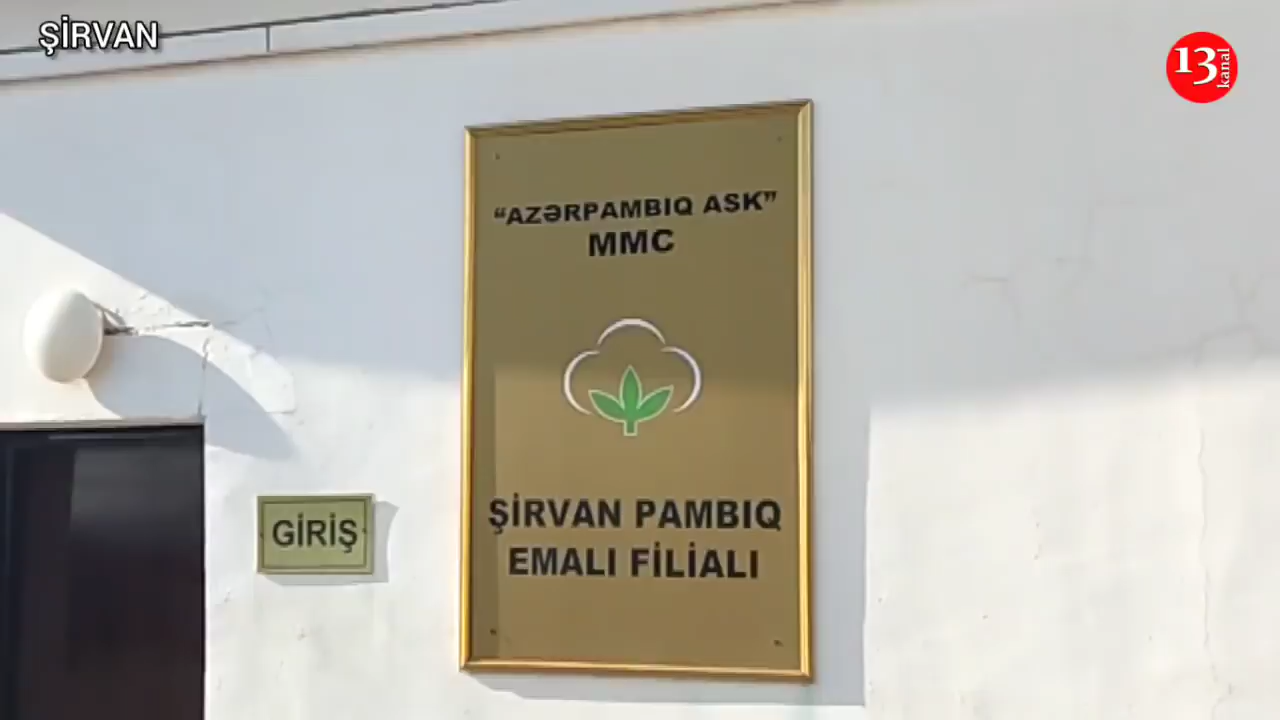 ŞİRVAN
13
kanal
“AZƏRPAMBIQ ASK”
MMC
ŞİRVAN PAMBIQ
EMALI FİLİALI
GİRİŞ